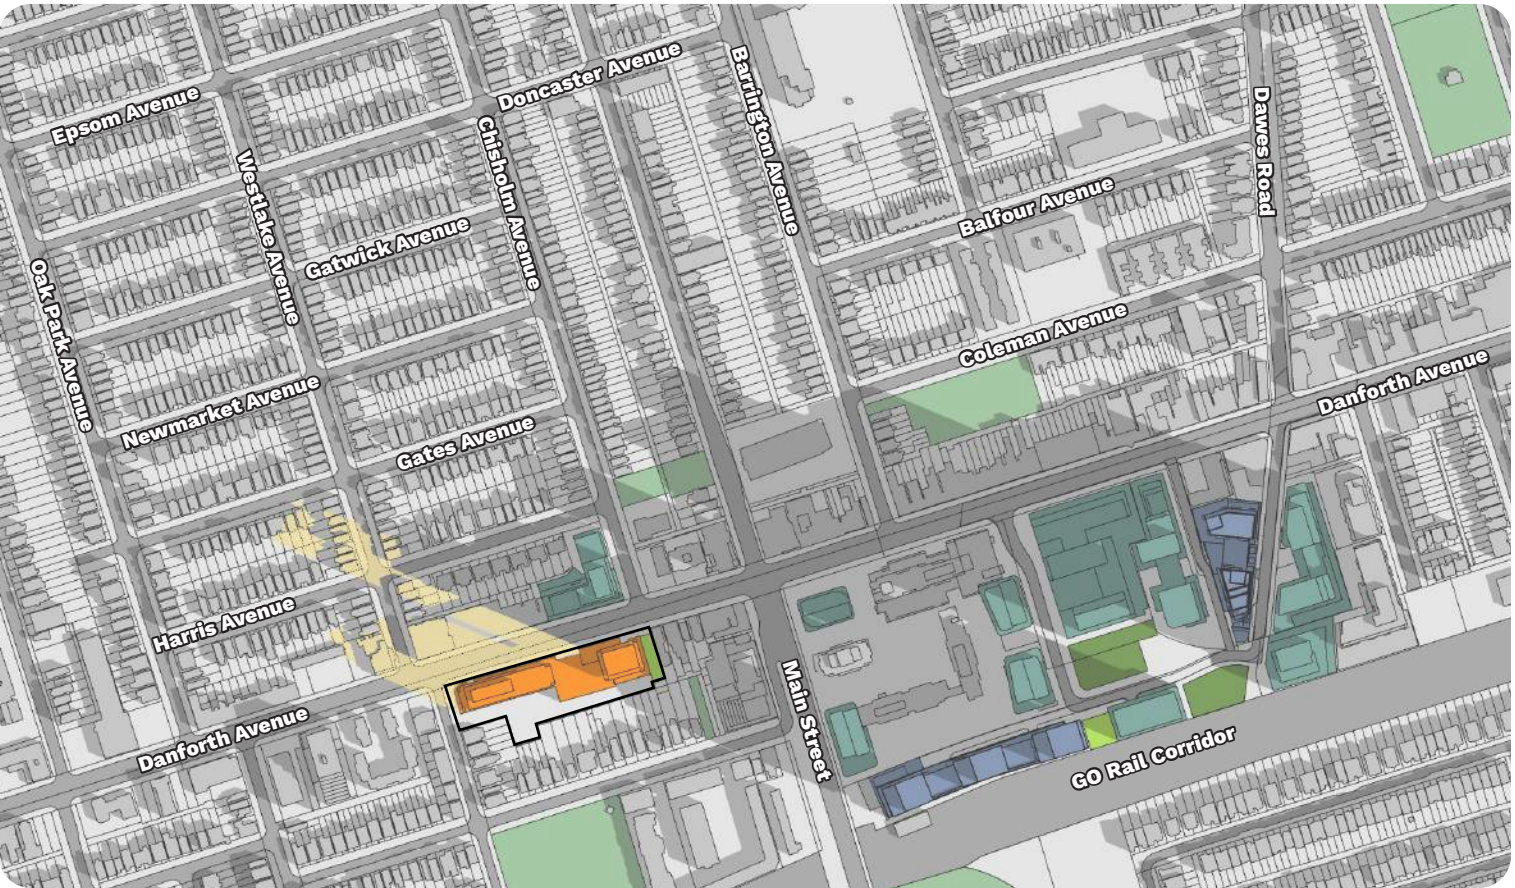 Doncaster Avenue
Epsom Avenue
Barrington Avenue
Dawes Road
Chisholm Avenue
Westlake Avenue
Balfour Avenue
Gatwick Avenue
Oak Park Avenue
Coleman Avenue
Danforth Avenue
Newmarket Avenue
Gates Avenue
Harris Avenue
Main Street
Danforth Avenue
GO Rail Corridor